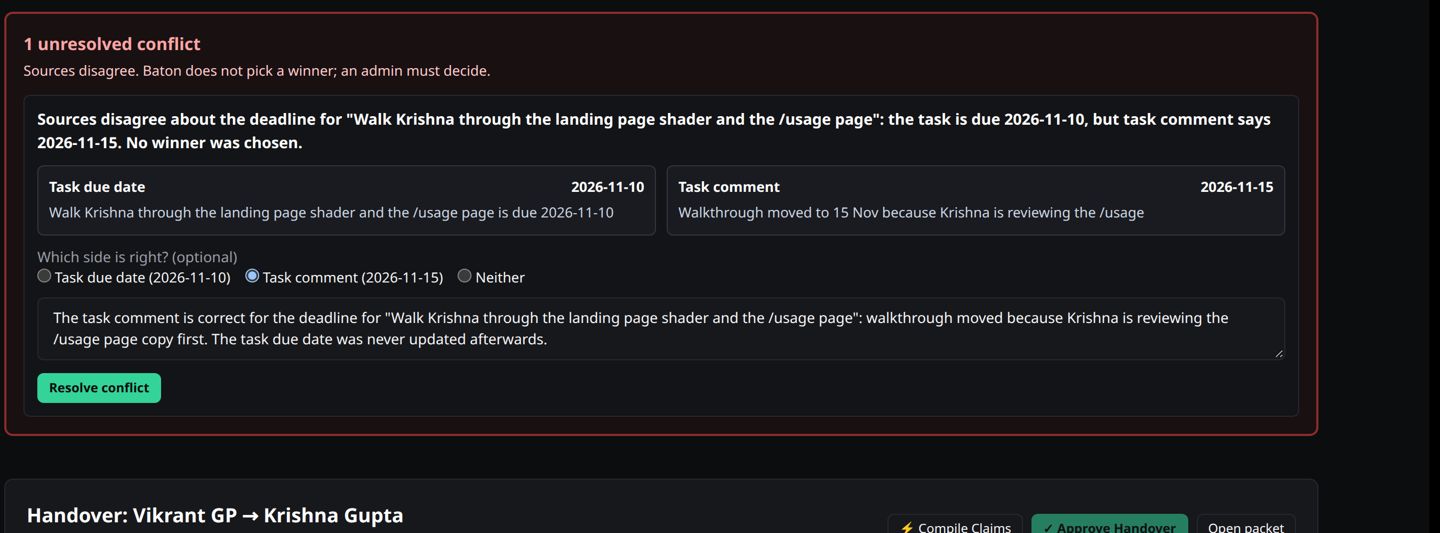 1 unresolved conflict
Sources disagree. Baton does not pick a winner; an admin must decide.
Sources disagree about the deadline for "Walk Krishna through the landing page shader and the /usage page": the task is due 2026-11-10, but task comment says
2026-11-15. No winner was chosen.
Task due date 2026-11-10
Walk Krishna through the landing page shader and the /usage page is due 2026-11-10
Task comment 2026-11-15
Walkthrough moved to 15 Nov because Krishna is reviewing the /usage
Which side is right? (optional)
Task due date (2026-11-10) Task comment (2026-11-15) Neither
The task comment is correct for the deadline for "Walk Krishna through the landing page shader and the /usage page": walkthrough moved because Krishna is reviewing the
/usage page copy first. The task due date was never updated afterwards.
Resolve conflict
Handover: Vikrant GP → Krishna Gupta
⚡ Compile Claims ✓ Approve Handover Open packet